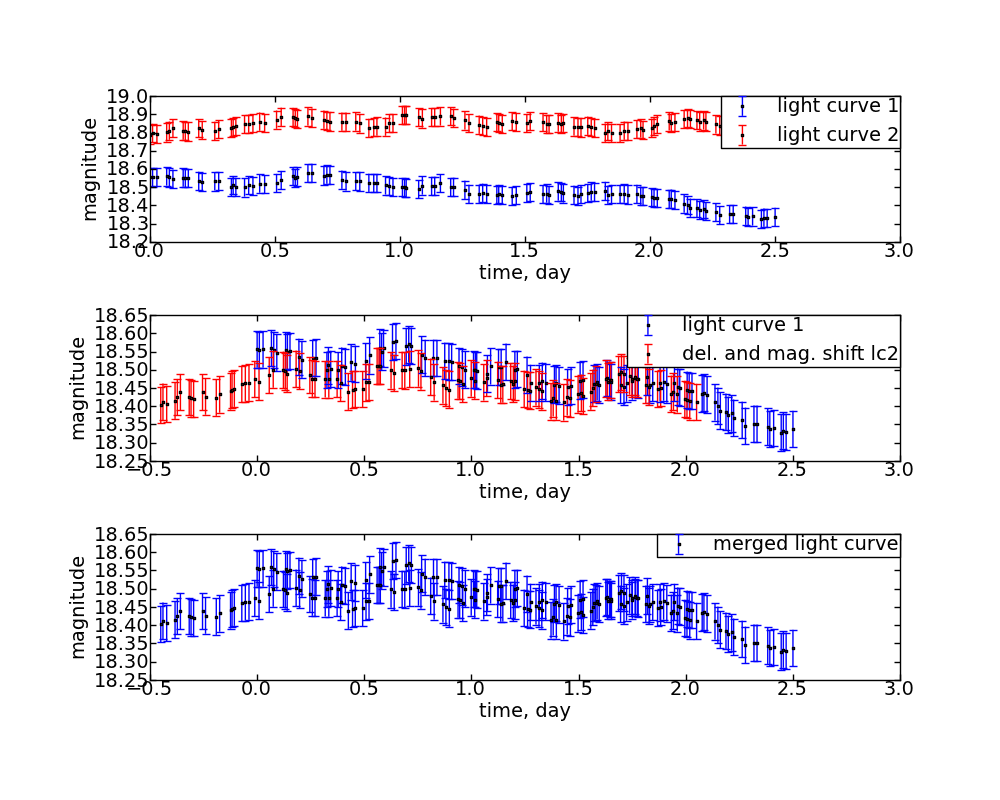 19.0
18.9
18.8
18.7
18.6
18.5
18.4
18.3
18.2
magnitude
light curve 1
light curve 2
0.0 0.5 1.0 1.5 2.0 2.5 3.0
time, day
18.65
18.60
18.55
18.50
18.45
18.40
18.35
18.30
18.25
magnitude
light curve 1
del. and mag. shift lc2
−0.5 0.0 0.5 1.0 1.5 2.0 2.5 3.0
time, day
18.65
18.60
18.55
18.50
18.45
18.40
18.35
18.30
18.25
magnitude
merged light curve
−0.5 0.0 0.5 1.0 1.5 2.0 2.5 3.0
time, day